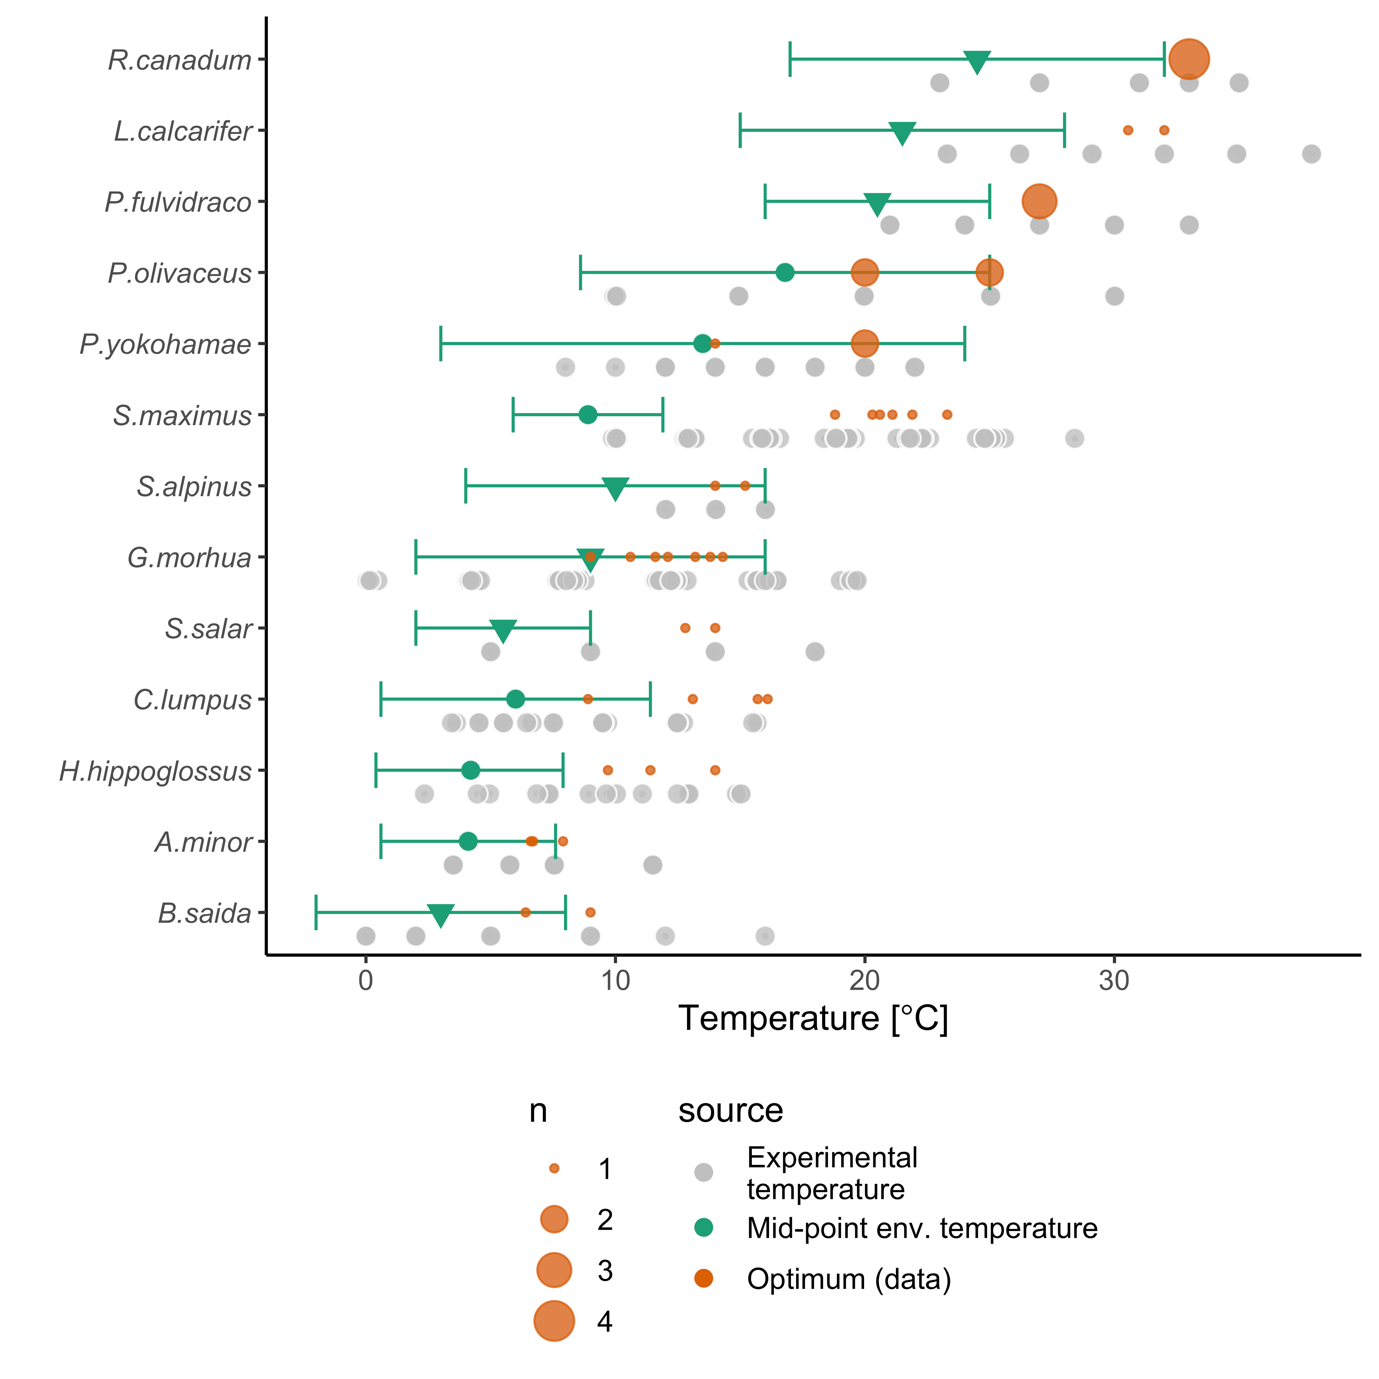 R.canadum
L.calcarifer
P.fulvidraco
P.olivaceus
P.yokohamae
S.maximus
S.alpinus
G.morhua
S.salar
C.lumpus
H.hippoglossus
A.minor
B.saida
0 10 20 30
Temperature [°C]
n
1
2
3
4
source
Experimental
temperature
Mid-point env. temperature
Optimum (data)